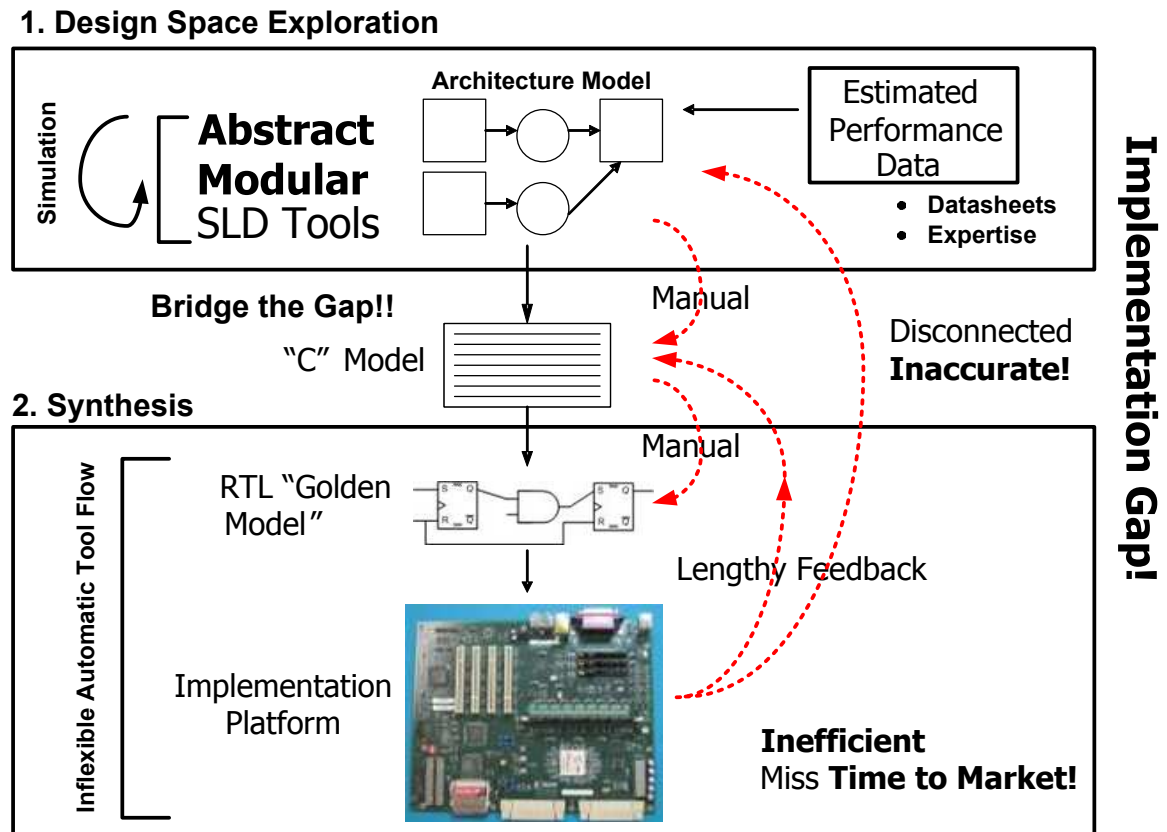 1. Design Space Exploration
Architecture Model
Simulation
Abstract
Modular
SLD Tools
Estimated
Performance
Data
• Datasheets
• Expertise
Implementation Gap!
Bridge the Gap!!
Manual
"C" Model
Disconnected
Inaccurate!
2. Synthesis
Manual
Inflexible Automatic Tool Flow
RTL "Golden
Model"
S Q
R Q
S Q
R Q
Lengthy Feedback
Implementation
Platform
Inefficient
Miss Time to Market!